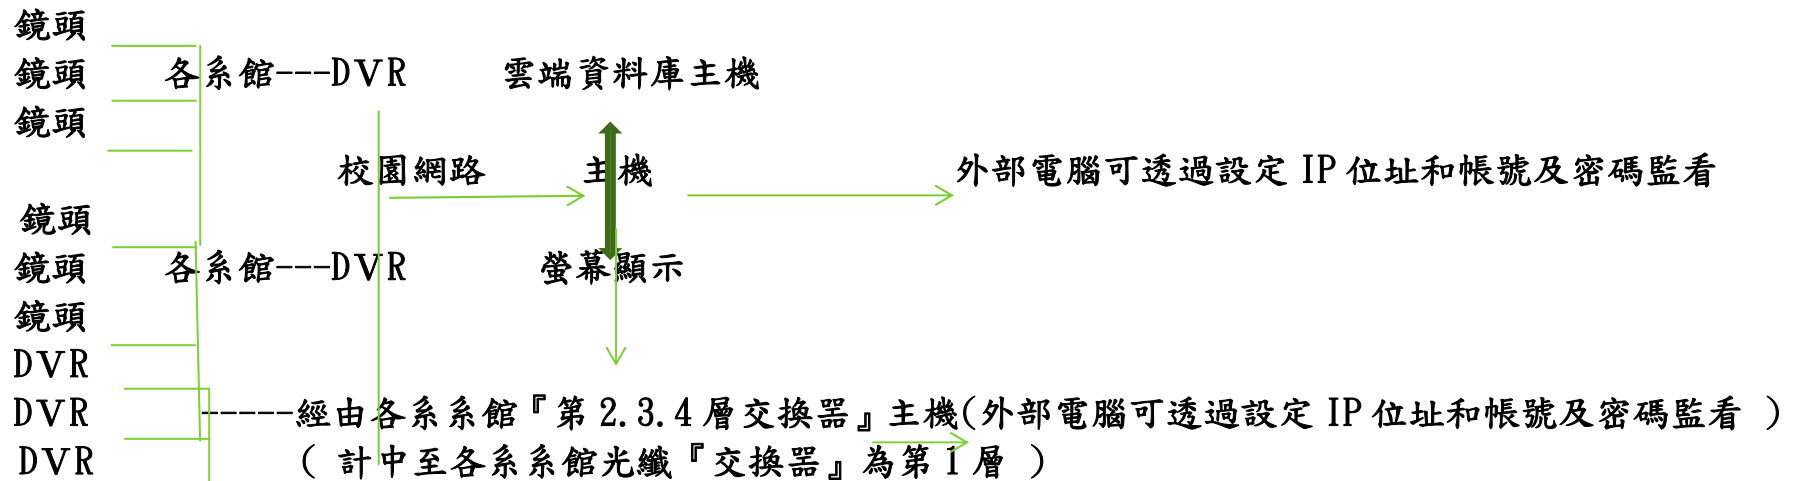 鏡頭
鏡頭 各系館---DVR 雲端資料庫主機
鏡頭
校園網路 主機 外部電腦可透過設定 IP 位址和帳號及密碼監看
鏡頭
鏡頭 各系館---DVR 螢幕顯示
鏡頭
DVR
DVR -----經由各系系館『第 2.3.4 層交換器』主機(外部電腦可透過設定 IP 位址和帳號及密碼監看 )
DVR ( 計中至各系系館光纖『交換器』為第 1 層 )